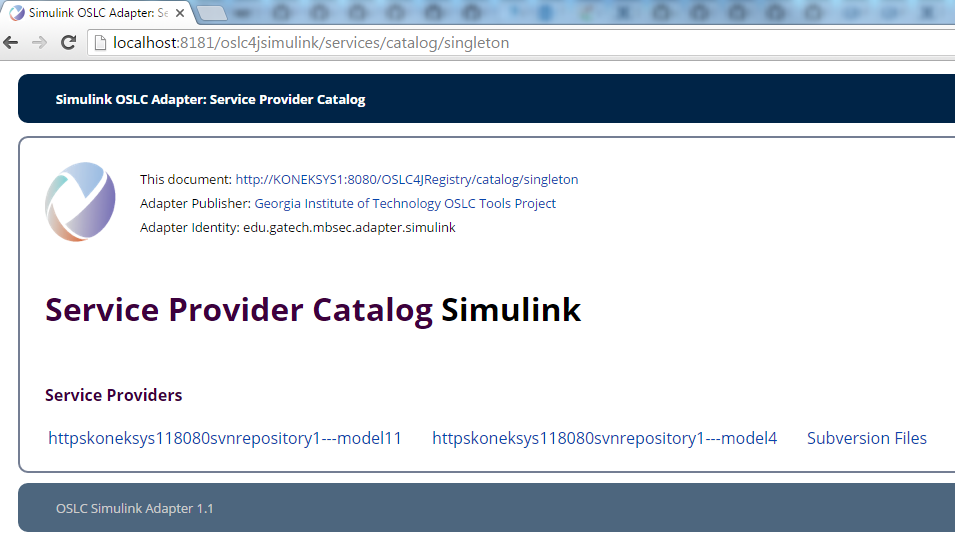 Simulink OSLC Adapter: Se
localhost:8181/oslc4jsimulink/services/catalog/singleton
Simulink OSLC Adapter: Service Provider Catalog
This document: http://KONEKSYS1:8080/OSLC4JRegistry/catalog/singleton
Adapter Publisher: Georgia Institute of Technology OSLC Tools Project
Adapter Identity: edu.gatech.mbsec.adapter.simulink
Service Provider Catalog Simulink
Service Providers
httpskoneksys118080svnrepository1---model11 httpskoneksys118080svnrepository1---model4 Subversion Files
OSLC Simulink Adapter 1.1